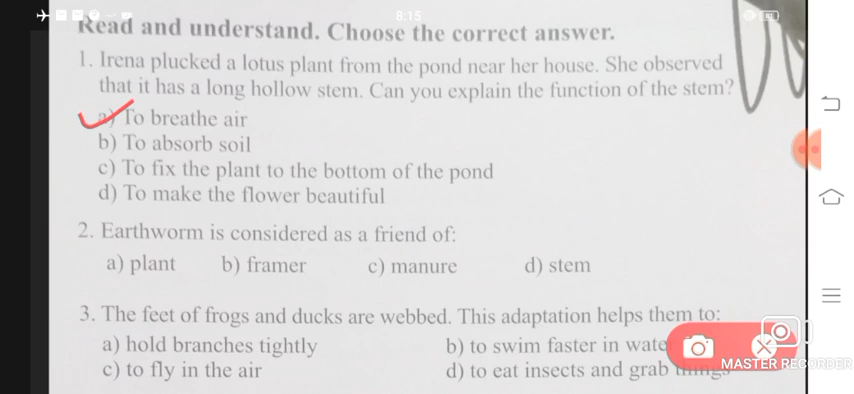 8:15
Read and understand. Choose the correct answer.
1. Irena plucked a lotus plant from the pond near her house. She observed
that it has a long hollow stem. Can you explain the function of the stem?
a) To breathe air
b) To absorb soil
c) To fix the plant to the bottom of the pond
d) To make the flower beautiful
2. Earthworm is considered as a friend of:
a) plant b) framer c) manure d) stem
3. The feet of frogs and ducks are webbed. This adaptation helps them to:
a) hold branches tightly b) to swim faster in wate
c) to fly in the air d) to eat insects and grab things
MASTER RECORDER